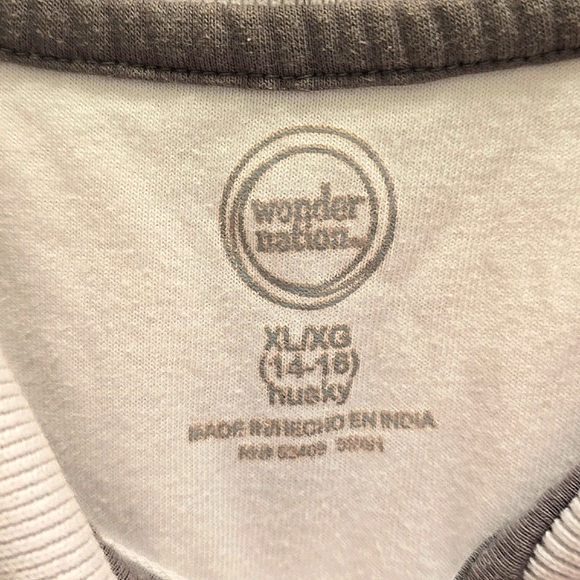 wonder
nation
XL/XG
(14-16)
husky
MADE IN/HECHO EN INDIA
RN# 52469